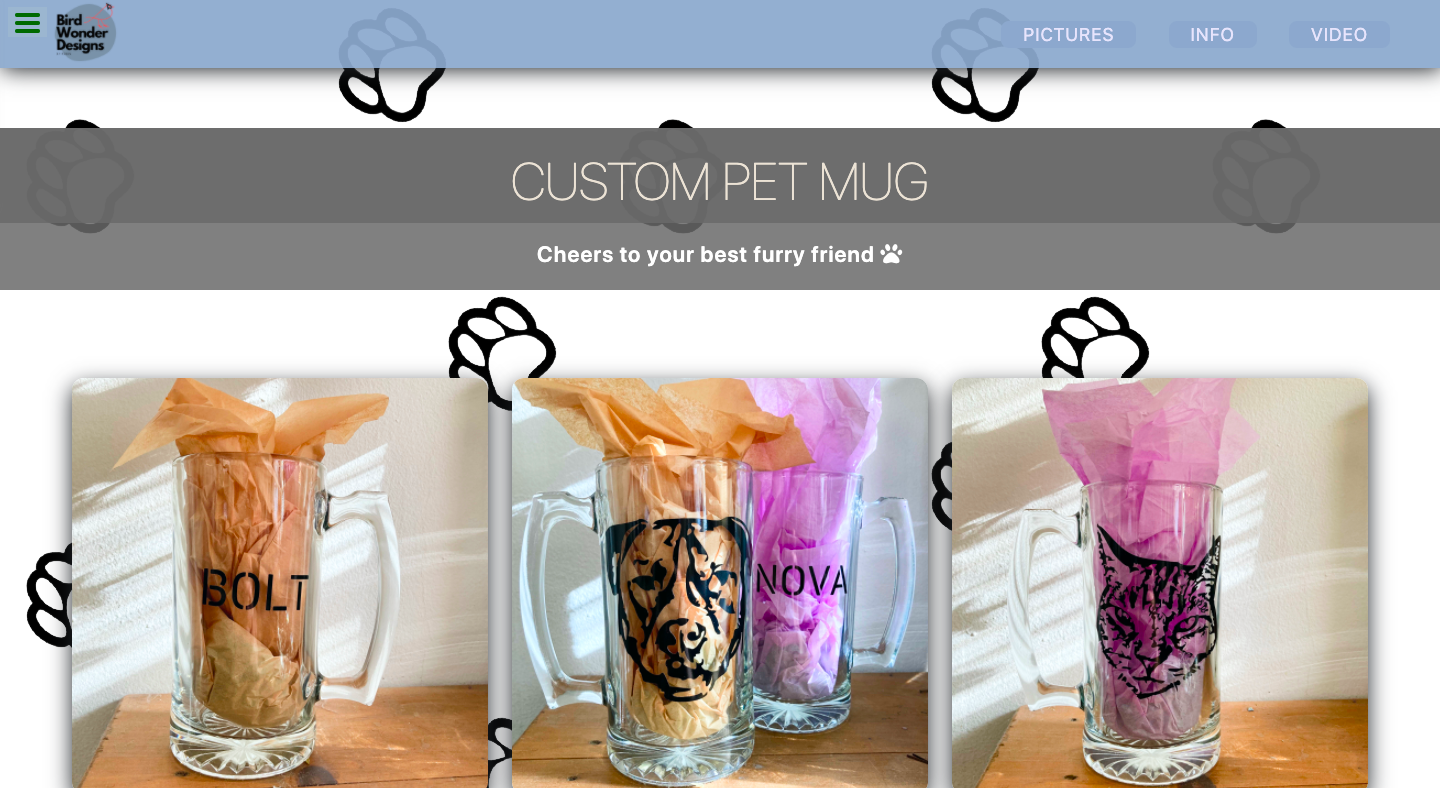 Bird
Wonder
Designs
PICTURES
INFO
VIDEO
CUSTOM PET MUG
Cheers to your best furry friend
BOLT
NOVA